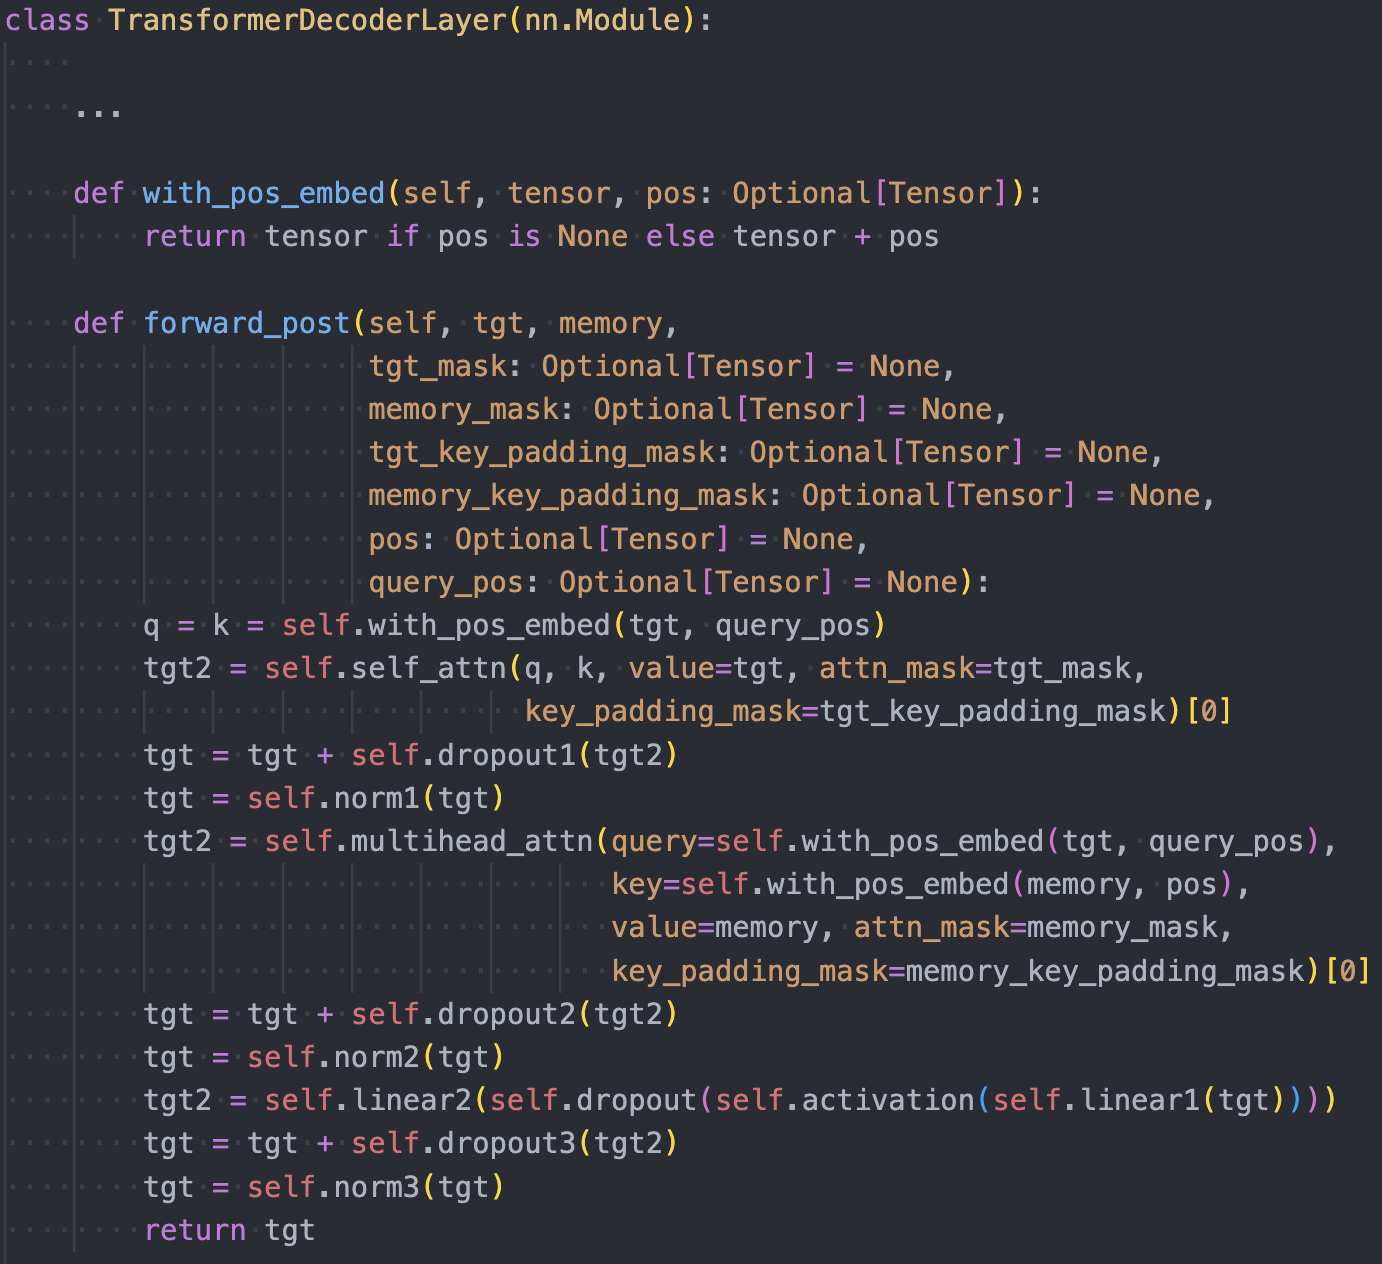 class TransformerDecoderLayer(nn.Module):
...
def with_pos_embed(self, tensor, pos: Optional[Tensor]):
return tensor if pos is None else tensor + pos
def forward_post(self, tgt, memory,
tgt_mask: Optional[Tensor] = None,
memory_mask: Optional[Tensor] = None,
tgt_key_padding_mask: Optional[Tensor] = None,
memory_key_padding_mask: Optional[Tensor] = None,
pos: Optional[Tensor] = None,
query_pos: Optional[Tensor] = None):
q = k = self.with_pos_embed(tgt, query_pos)
tgt2 = self.self_attn(q, k, value=tgt, attn_mask=tgt_mask,
key_padding_mask=tgt_key_padding_mask)[0]
tgt = tgt + self.dropout1(tgt2)
tgt = self.norm1(tgt)
tgt2 = self.multihead_attn(query=self.with_pos_embed(tgt, query_pos),
key=self.with_pos_embed(memory, pos),
value=memory, attn_mask=memory_mask,
key_padding_mask=memory_key_padding_mask)[0]
tgt = tgt + self.dropout2(tgt2)
tgt = self.norm2(tgt)
tgt2 = self.linear2(self.dropout(self.activation(self.linear1(tgt))))
tgt = tgt + self.dropout3(tgt2)
tgt = self.norm3(tgt)
return tgt